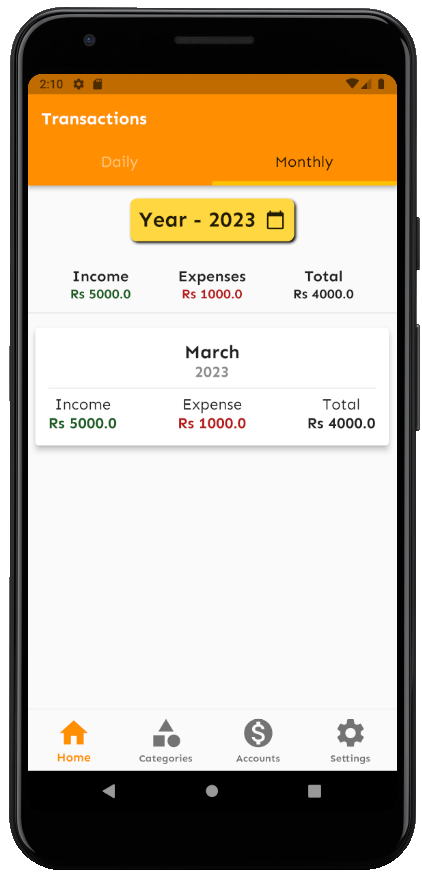 2:10
Transactions
Daily Monthly
Year - 2023
Income Expenses Total
Rs 5000.0 Rs 1000.0 Rs 4000.0
March
2023
Income Expense Total
Rs 5000.0 Rs 1000.0 Rs 4000.0
Home Categories Accounts Settings